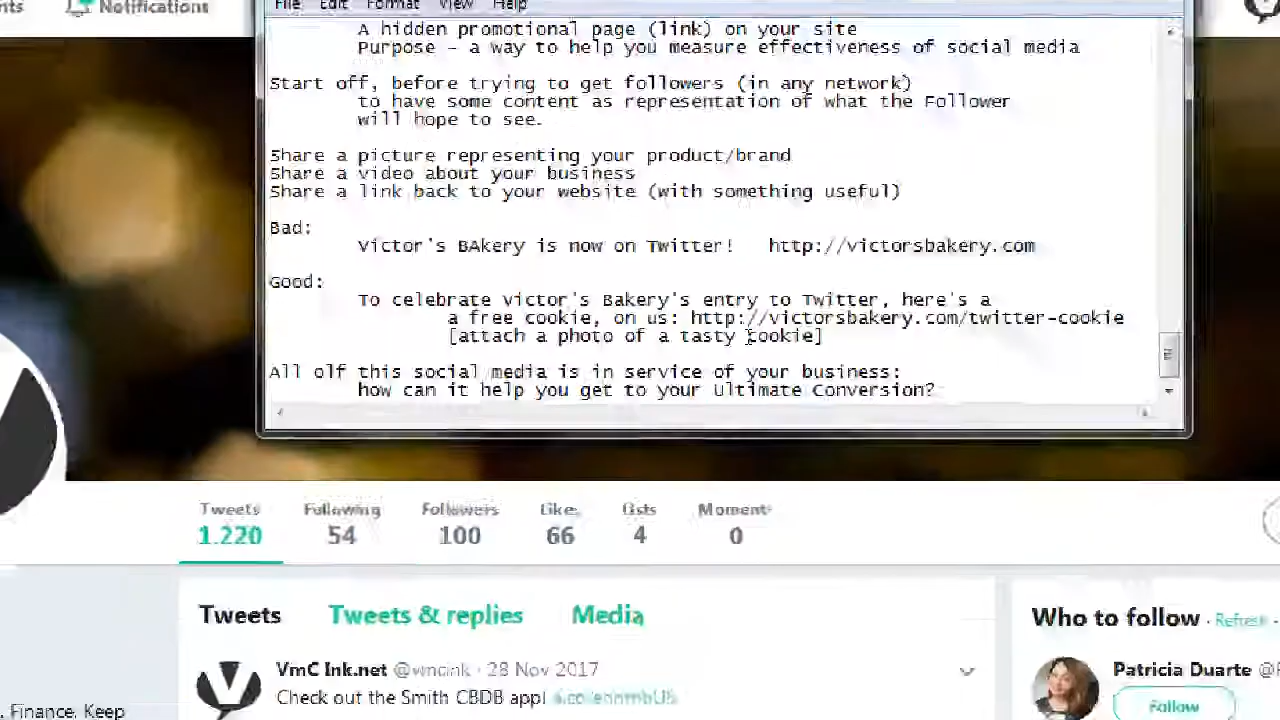 Notifications
File Edit Format View Help
A hidden promotional page (link) on your site
Purpose - a way to help you measure effectiveness of social media
Start off, before trying to get followers (in any network)
to have some content as representation of what the Follower
will hope to see.
Share a picture representing your product/brand
Share a video about your business
Share a link back to your website (with something useful)
Bad:
Victor's BAkery is now on Twitter! http://victorsbakery.com
Good:
To celebrate Victor's Bakery's entry to Twitter, here's a
a free cookie, on us: http://victorsbakery.com/twitter-cookie
[attach a photo of a tasty cookie]
All olf this social media is in service of your business:
how can it help you get to your Ultimate Conversion?
Tweets Following Followers Likes Lists Moments
1,220 54 100 66 4 0
Tweets Tweets & replies Media
Who to follow · Refresh ·
VmC Ink.net @vmcink · 28 Nov 2017
Check out the Smith CBDB app!
Patricia Duarte
Follow
. Finance. Keep